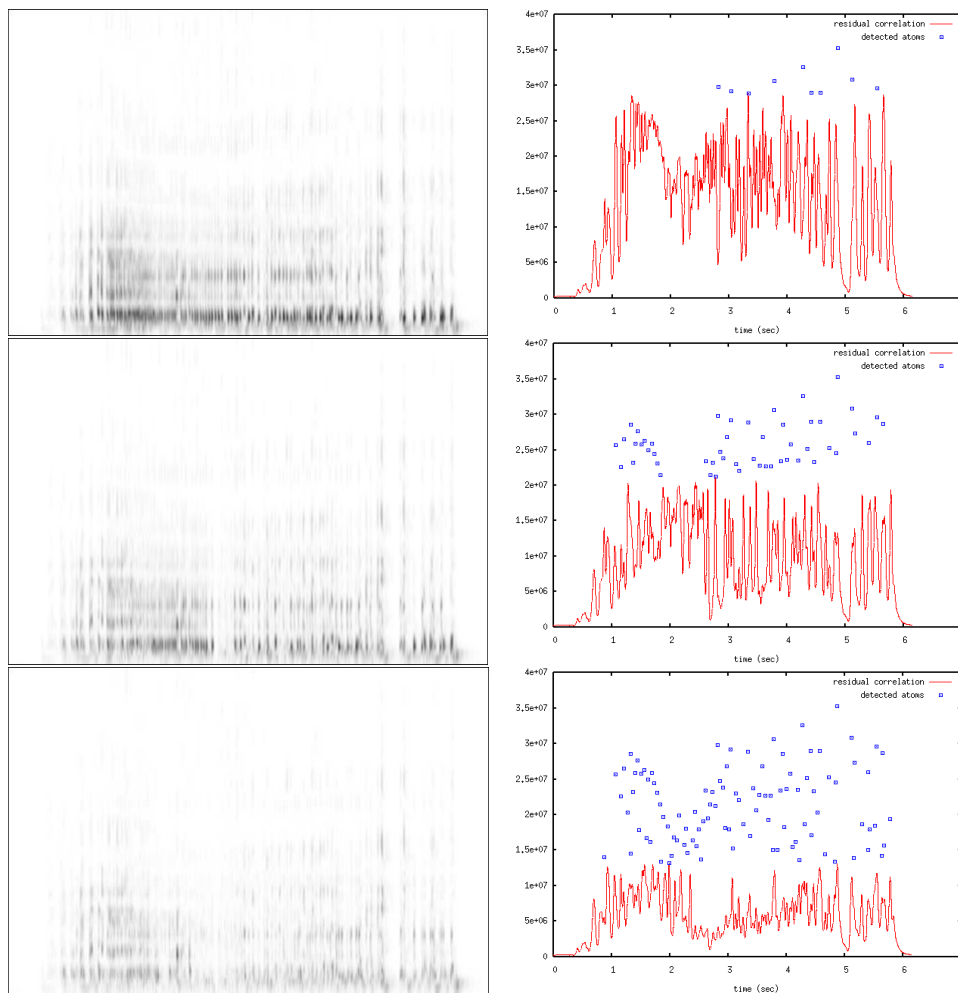 4e+07
residual correlation
detected atoms
3.5e+07
3e+07
2.5e+07
2e+07
1.5e+07
1e+07
5e+06
0
0 1 2 3 4 5 6
time (sec)
4e+07
residual correlation
detected atoms
3.5e+07
3e+07
2.5e+07
2e+07
1.5e+07
1e+07
5e+06
0
0 1 2 3 4 5 6
time (sec)
4e+07
residual correlation
detected atoms
3.5e+07
3e+07
2.5e+07
2e+07
1.5e+07
1e+07
5e+06
0
0 1 2 3 4 5 6
time (sec)